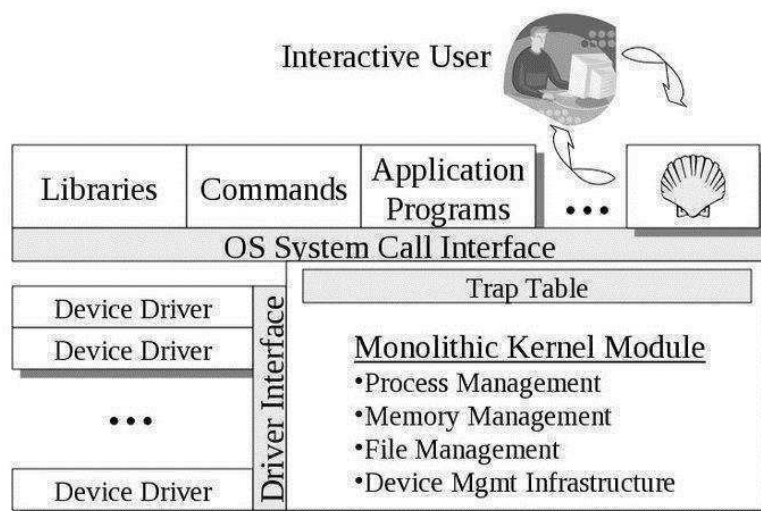 Interactive User
Libraries
Commands
Application
Programs
•••
OS System Call Interface
Trap Table
Device Driver
Device Driver
•••
Device Driver
Driver Interface
Monolithic Kernel Module
•Process Management
•Memory Management
•File Management
•Device Mgmt Infrastructure